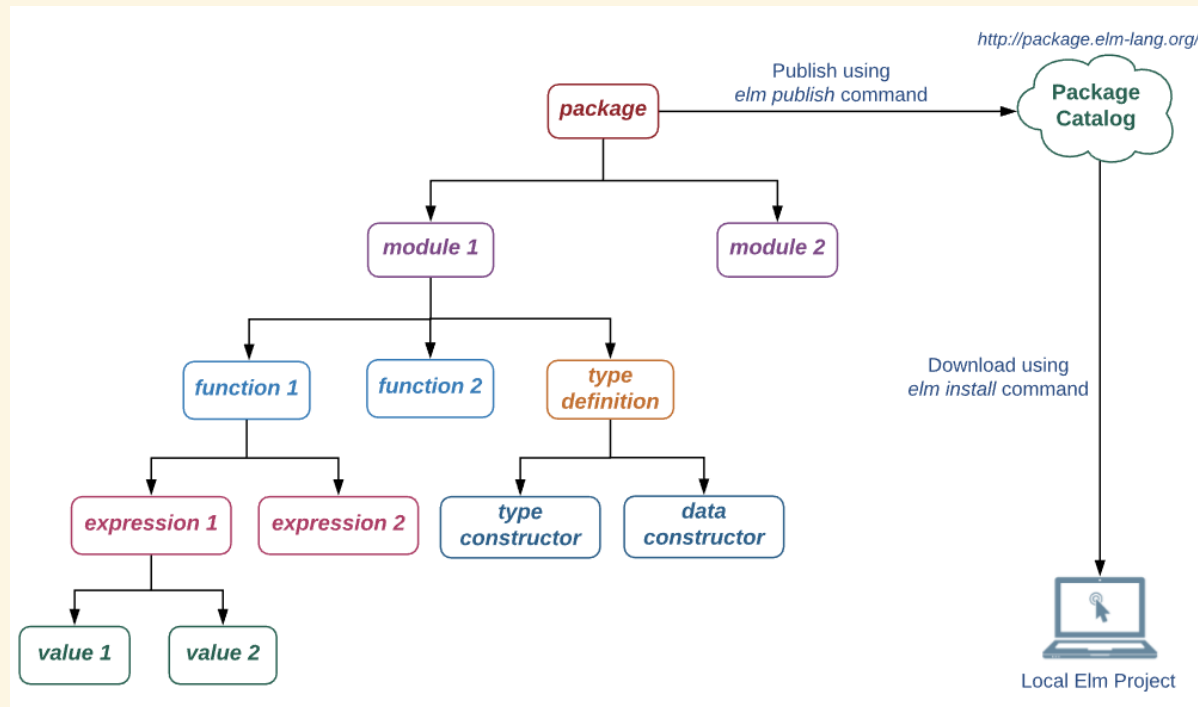 http://package.elm-lang.org/
Publish using
elm publish command
package
Package
Catalog
module 1
module 2
function 1
function 2
type
definition
Download using
elm install command
expression 1
expression 2
type
constructor
data
constructor
value 1
value 2
Local Elm Project